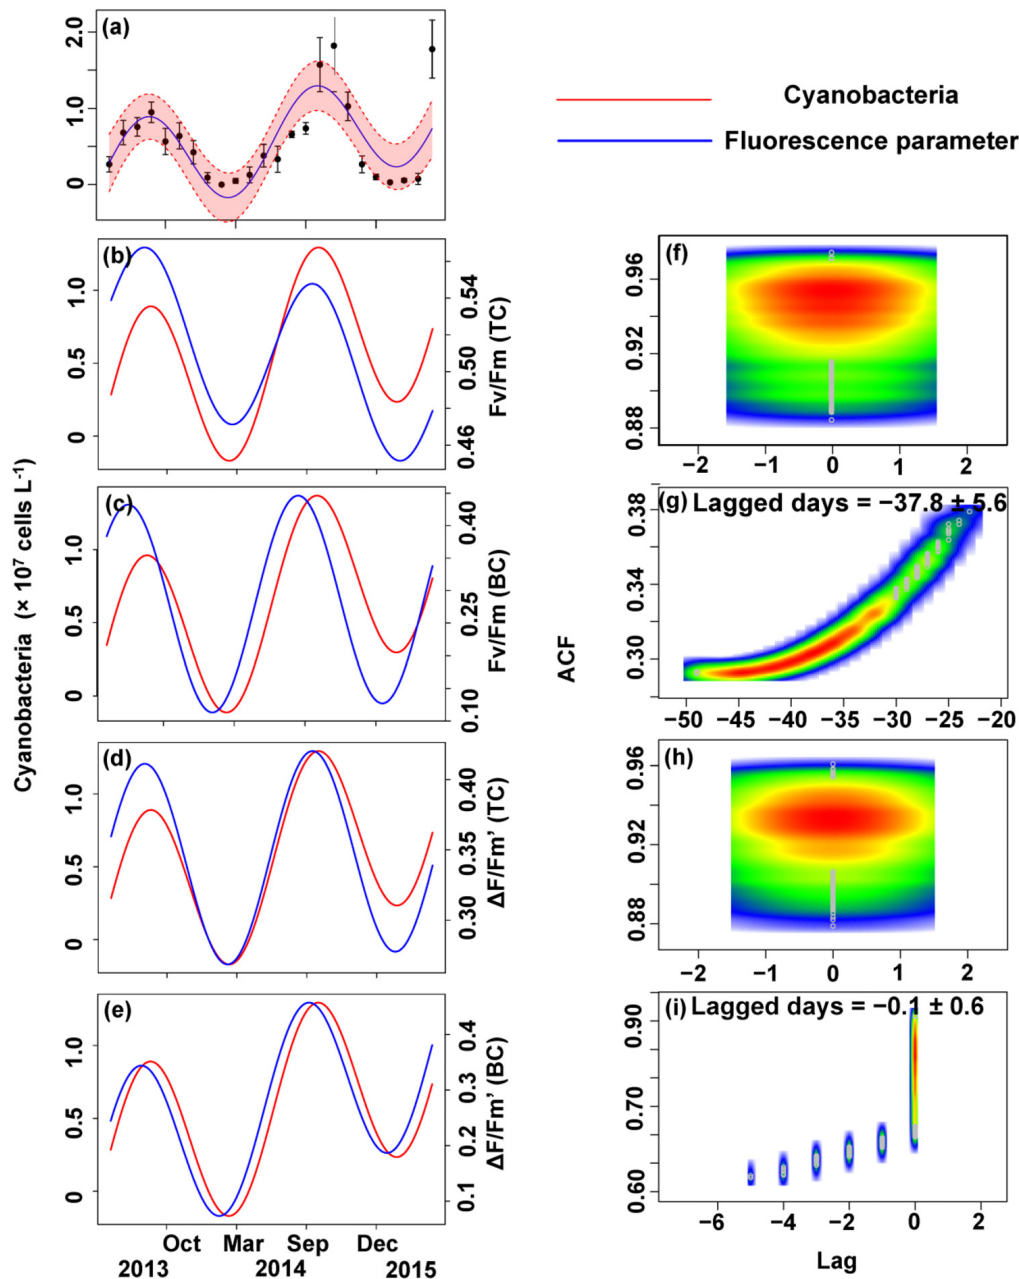 (a)
2.0
1.0
0
Cyanobacteria
Fluorescence parameter
(b)
1.0
0.5
0
0.54
0.50
0.46
Fv/Fm (TC)
(c)
1.0
0.5
0
0.40
0.25
0.10
Fv/Fm (BC)
(d)
1.0
0.5
0
0.40
0.35
0.30
ΔF/Fm’ (TC)
(e)
1.0
0.5
0
0.4
0.3
0.2
0.1
ΔF/Fm’ (BC)
Cyanobacteria (× 10⁷ cells L⁻¹)
Oct Mar Sep Dec
2013 2014 2015
(f)
0.96
0.92
0.88
−2 −1 0 1 2
(g) Lagged days = −37.8 ± 5.6
0.38
0.34
0.30
−50 −45 −40 −35 −30 −25 −20
ACF
(h)
0.96
0.92
0.88
−2 −1 0 1 2
(i) Lagged days = −0.1 ± 0.6
0.90
0.70
0.60
−6 −4 −2 0 2
Lag